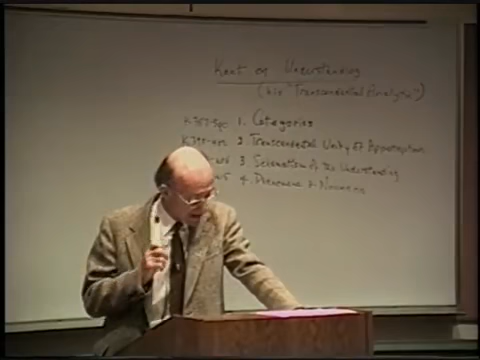 Kant on Understanding
(his "Transcendental Analytic")
1. Categories
2. Transcendental Unity of Apperception
3. Schematism of the Understanding
4. Phenomena & Noumena